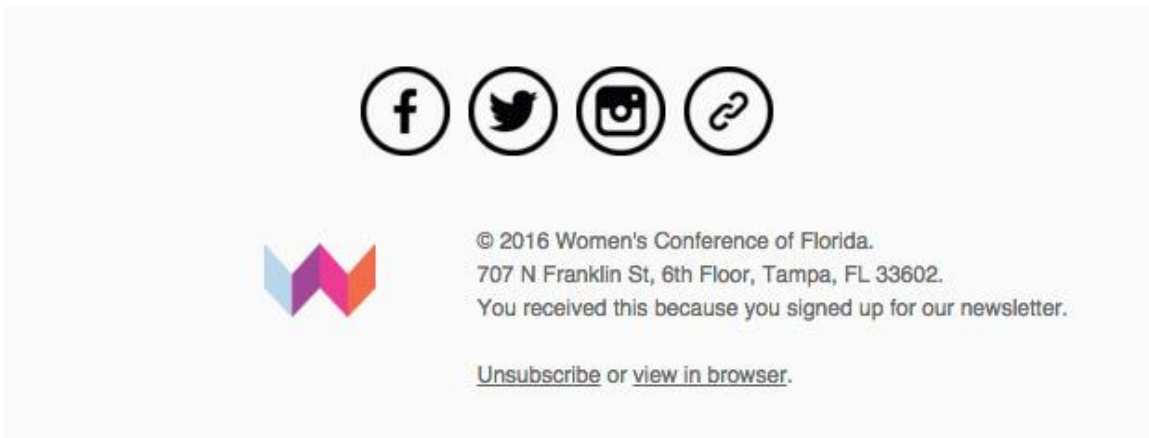 © 2016 Women's Conference of Florida.
707 N Franklin St, 6th Floor, Tampa, FL 33602.
You received this because you signed up for our newsletter.
Unsubscribe or view in browser.